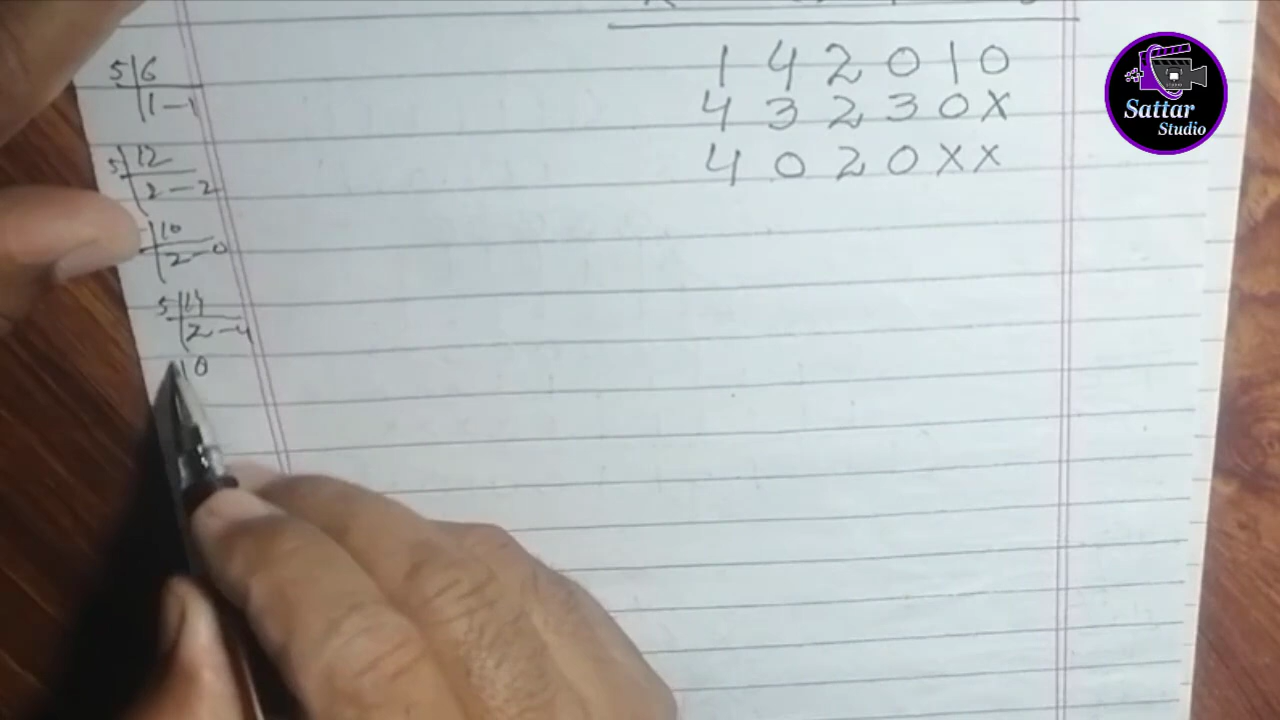 1 4 2 0 1 0
4 3 2 3 0 X
4 0 2 0 X X
5 6
1 - 1
5 12
2 - 2
10
2 - 0
5 14
2 - 4
10
Sattar
Studio